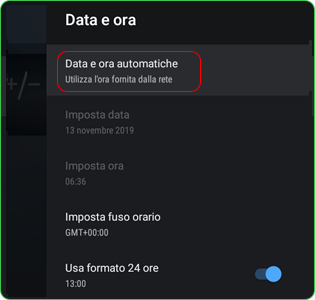 Data e ora
Data e ora automatiche
Utilizza l'ora fornita dalla rete
+/−
Imposta data
13 novembre 2019
Imposta ora
06:36
Imposta fuso orario
GMT+00:00
Usa formato 24 ore
13:00